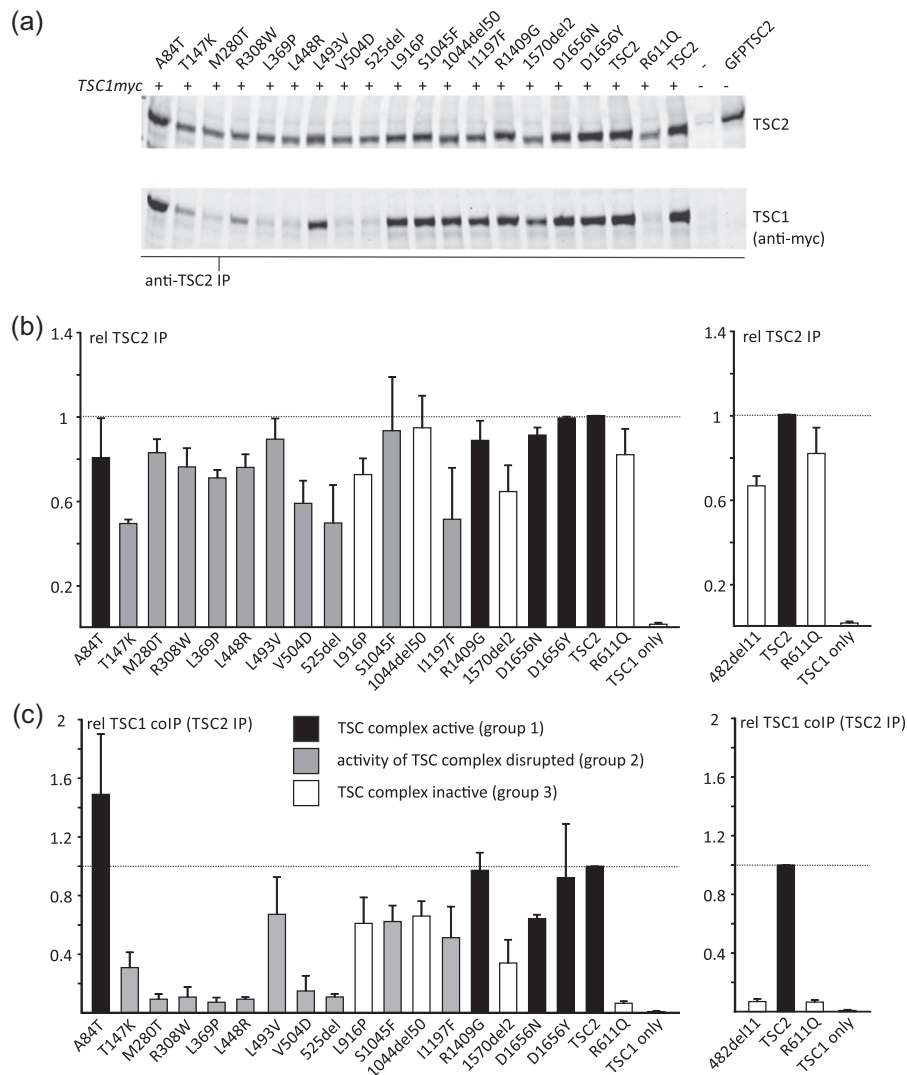 (a)
A84T T147K M280T R308W L369P L448R L493V V504D 525del L916P S1045F 1044del50 I1197F R1409G 1570del2 D1656N D1656Y TSC2 R611Q TSC2 - GFPTSC2
TSC1myc + + + + + + + + + + + + + + + + + + + + - -
TSC2
TSC1
(anti-myc)
anti-TSC2 IP
(b)
1.4 rel TSC2 IP
1
0.6
0.2
A84T T147K M280T R308W L369P L448R L493V V504D 525del L916P S1045F 1044del50 I1197F R1409G 1570del2 D1656N D1656Y TSC2 R611Q TSC1 only
1.4 rel TSC2 IP
1
0.6
0.2
482del11 TSC2 R611Q TSC1 only
(c)
2 rel TSC1 coIP (TSC2 IP)
1.6
1.2
0.8
0.4
TSC complex active (group 1)
activity of TSC complex disrupted (group 2)
TSC complex inactive (group 3)
A84T T147K M280T R308W L369P L448R L493V V504D 525del L916P S1045F 1044del50 I1197F R1409G 1570del2 D1656N D1656Y TSC2 R611Q TSC1 only
2 rel TSC1 coIP (TSC2 IP)
1.6
1.2
0.8
0.4
482del11 TSC2 R611Q TSC1 only